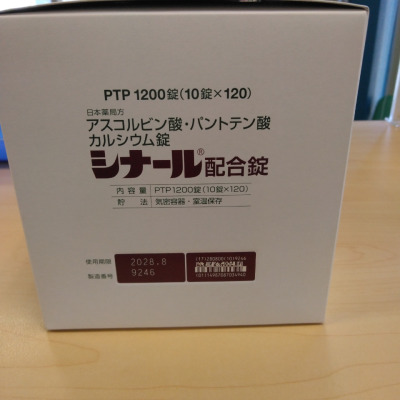 PTP 1200錠(10錠×120)
日本薬局方
アスコルビン酸・パントテン酸
カルシウム錠
シナール®配合錠
内容量 PTP1200錠(10錠×120)
貯法 気密容器・室温保存
使用期限 2028.8
製造番号 9246